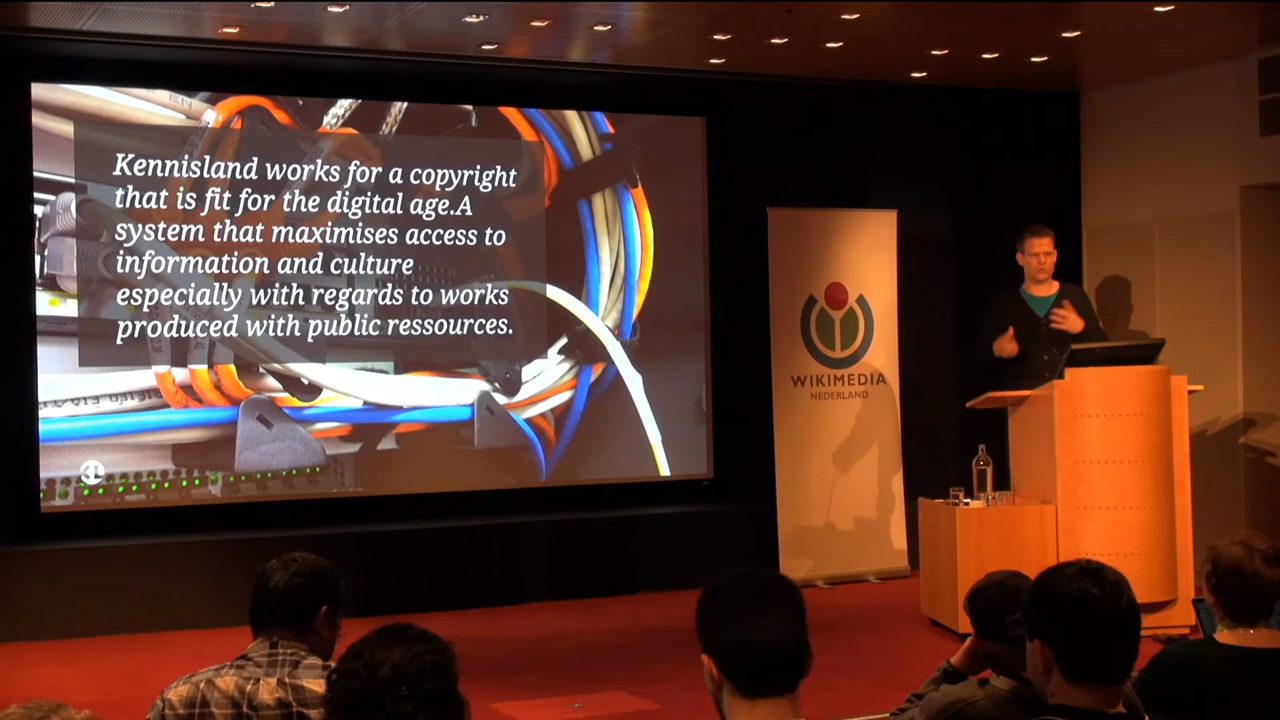 Kennisland works for a copyright
that is fit for the digital age.A
system that maximises access to
information and culture
especially with regards to works
produced with public ressources.
WIKIMEDIA
NEDERLAND